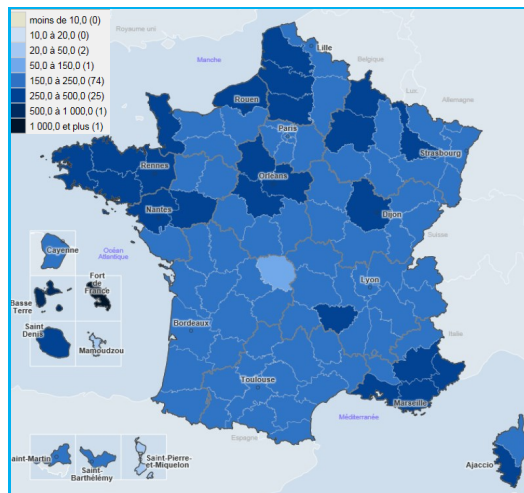 moins de 10,0 (0)
10,0 à 20,0 (0)
20,0 à 50,0 (2)
50,0 à 150,0 (1)
150,0 à 250,0 (74)
250,0 à 500,0 (25)
500,0 à 1 000,0 (1)
1 000,0 et plus (1)
Royaume uni
Manche
Lille
Belgique
Lux.
Allemagne
Rouen
Paris
Strasbourg
Rennes
Orléans
Nantes
Dijon
Suisse
Océan
Atlantique
Cayenne
Fort
de
France
Basse
Terre
Saint
Denis
Mamoudzou
Lyon
Bordeaux
Italie
Toulouse
Marseille
Méditerranée
Espagne
Ajaccio
Saint-Martin
Saint-
Barthélémy
Saint-Pierre-
et-Miquelon